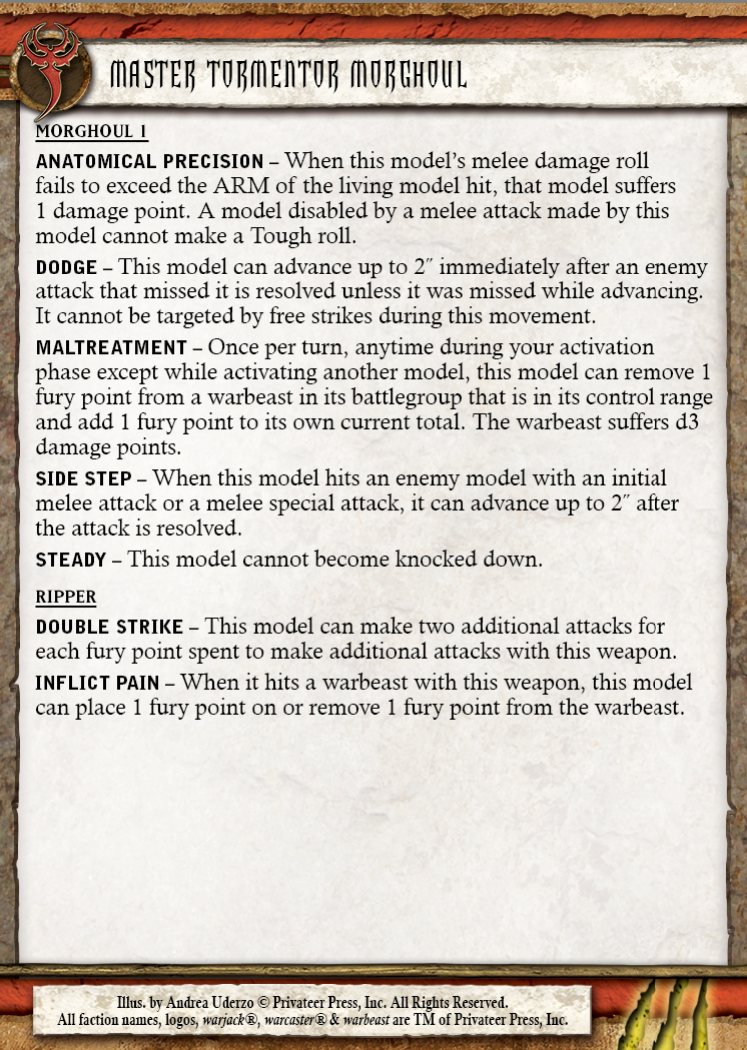 MASTER TORMENTOR MORGHOUL
MORGHOUL 1
ANATOMICAL PRECISION – When this model's melee damage roll
fails to exceed the ARM of the living model hit, that model suffers
1 damage point. A model disabled by a melee attack made by this
model cannot make a Tough roll.
DODGE – This model can advance up to 2″ immediately after an enemy
attack that missed it is resolved unless it was missed while advancing.
It cannot be targeted by free strikes during this movement.
MALTREATMENT – Once per turn, anytime during your activation
phase except while activating another model, this model can remove 1
fury point from a warbeast in its battlegroup that is in its control range
and add 1 fury point to its own current total. The warbeast suffers d3
damage points.
SIDE STEP – When this model hits an enemy model with an initial
melee attack or a melee special attack, it can advance up to 2″ after
the attack is resolved.
STEADY – This model cannot become knocked down.
RIPPER
DOUBLE STRIKE – This model can make two additional attacks for
each fury point spent to make additional attacks with this weapon.
INFLICT PAIN – When it hits a warbeast with this weapon, this model
can place 1 fury point on or remove 1 fury point from the warbeast.
Illus. by Andrea Uderzo © Privateer Press, Inc. All Rights Reserved.
All faction names, logos, warjack®, warcaster® & warbeast are TM of Privateer Press, Inc.